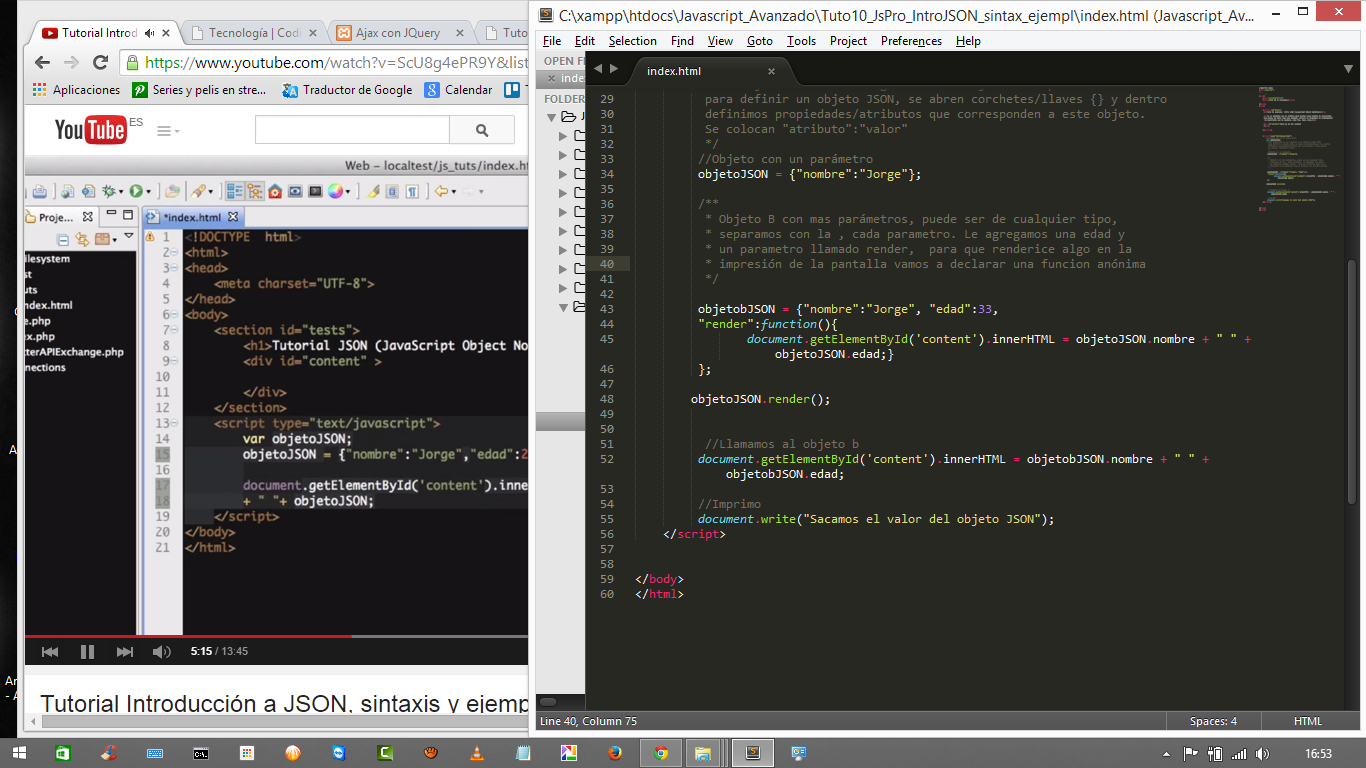 Tutorial Introd
Tecnología | Codi
Ajax con JQuery
Tuto
https://www.youtube.com/watch?v=ScU8g4ePR9Y&list
Aplicaciones
Series y pelis en stre...
Traductor de Google
Calendar
YouTube ES
Web – localtest/js_tuts/index.h
Proje...
*index.html
ilesystem
st
uts
ndex.html
e.php
ex.php
tterAPIExchange.php
nnections
1 <!DOCTYPE html>
2 <html>
3 <head>
4 <meta charset="UTF-8">
5 </head>
6 <body>
7 <section id="tests">
8 <h1>Tutorial JSON (JavaScript Object No
9 <div id="content" >
10
11 </div>
12 </section>
13 <script type="text/javascript">
14 var objetoJSON;
15 objetoJSON = {"nombre":"Jorge","edad":2
16
17 document.getElementById('content').inne
18 + " "+ objetoJSON;
19 </script>
20 </body>
21 </html>
5:15 / 13:45
Tutorial Introducción a JSON, sintaxis y ejemp
C:\xampp\htdocs\Javascript_Avanzado\Tuto10_JsPro_IntroJSON_sintax_ejempl\index.html (Javascript_Av...
File Edit Selection Find View Goto Tools Project Preferences Help
OPEN FI
inde
FOLDER
J
index.html
29 para definir un objeto JSON, se abren corchetes/llaves {} y dentro
30 definimos propiedades/atributos que corresponden a este objeto.
31 Se colocan "atributo":"valor"
32 */
33 //Objeto con un parámetro
34 objetoJSON = {"nombre":"Jorge"};
35
36 /**
37 * Objeto B con mas parámetros, puede ser de cualquier tipo,
38 * separamos con la , cada parametro. Le agregamos una edad y
39 * un parametro llamado render, para que renderice algo en la
40 * impresión de la pantalla vamos a declarar una funcion anónima
41 */
42
43 objetobJSON = {"nombre":"Jorge", "edad":33,
44 "render":function(){
45 document.getElementById('content').innerHTML = objetoJSON.nombre + " " +
objetoJSON.edad;}
46 };
47
48 objetoJSON.render();
49
50
51 //Llamamos al objeto b
52 document.getElementById('content').innerHTML = objetobJSON.nombre + " " +
objetobJSON.edad;
53
54 //Imprimo
55 document.write("Sacamos el valor del objeto JSON");
56 </script>
57
58
59 </body>
60 </html>
Line 40, Column 75
Spaces: 4
HTML
Ar
- A
16:53